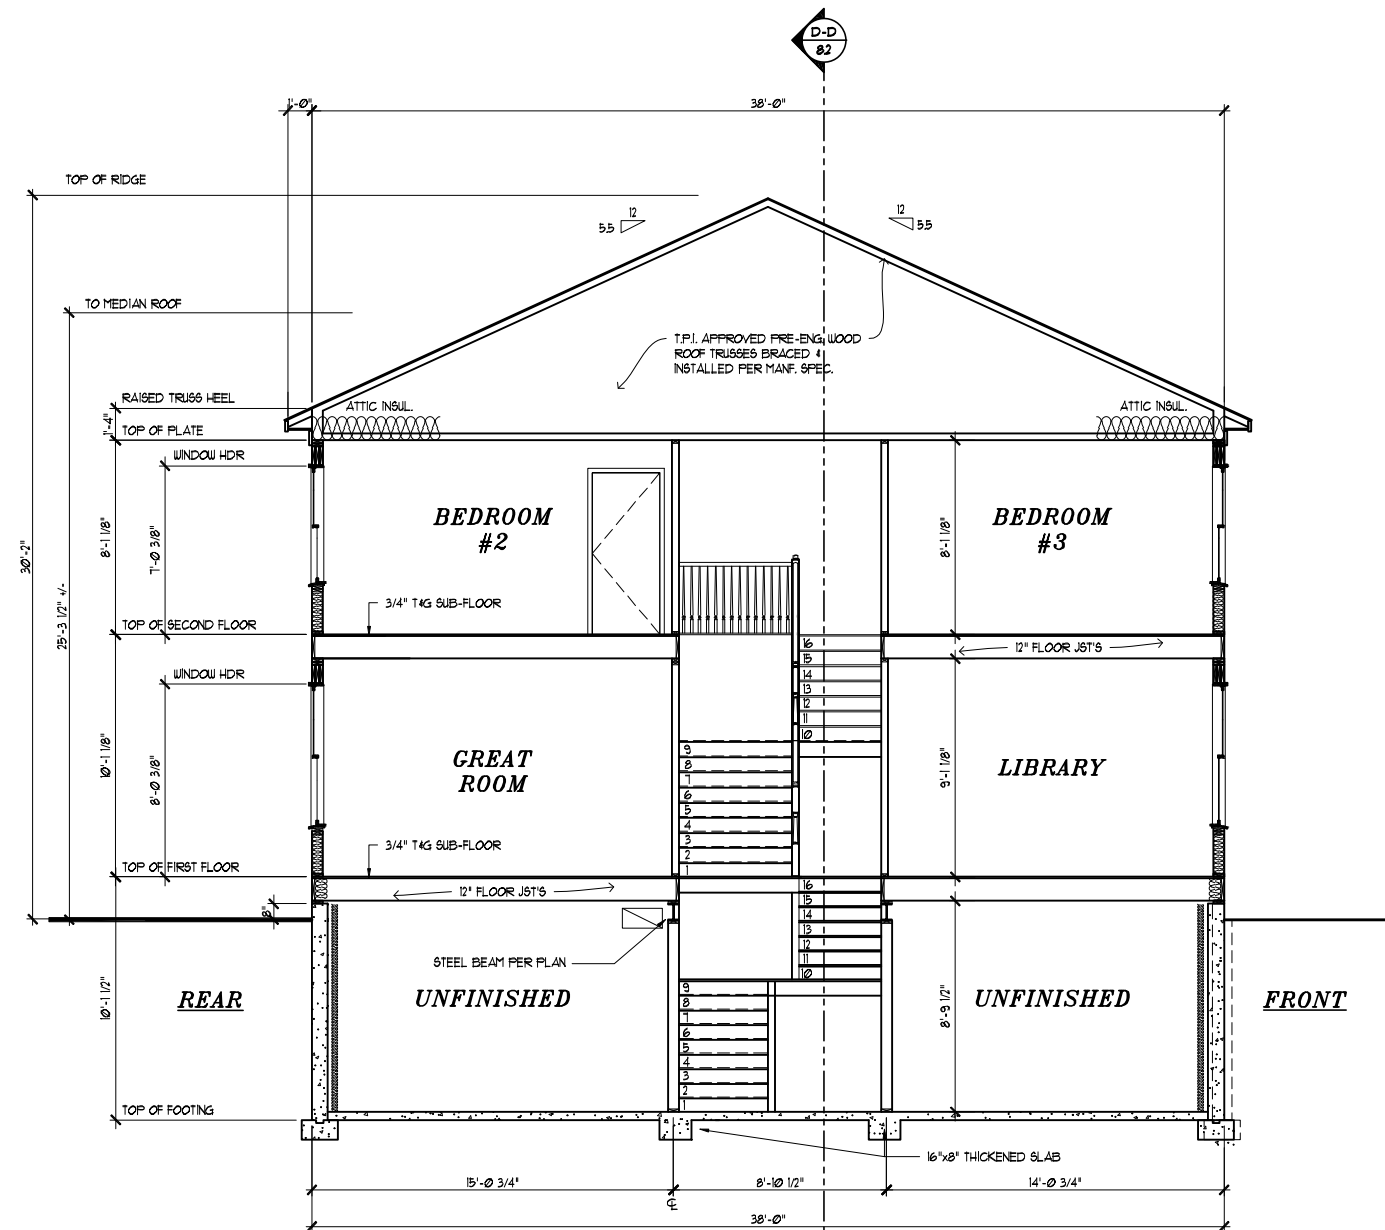 D-D
82
1'-0"
38'-0"
TOP OF RIDGE
12
5.5
12
5.5
TO MEDIAN ROOF
T.P.I. APPROVED PRE-ENG. WOOD
ROOF TRUSSES BRACED &
INSTALLED PER MANF. SPEC.
RAISED TRUSS HEEL
1'-4"
ATTIC INSUL.
ATTIC INSUL.
TOP OF PLATE
WINDOW HDR
BEDROOM
#2
BEDROOM
#3
8'-1 1/8"
7'-0 3/8"
8'-1 1/8"
30'-2"
25'-3 1/2" +/-
3/4" T&G SUB-FLOOR
TOP OF SECOND FLOOR
16
15
14
13
12
11
10
12" FLOOR JST'S
WINDOW HDR
GREAT
ROOM
LIBRARY
10'-1 1/8"
8'-0 3/8"
9'-1 1/8"
9
8
7
6
5
4
3
2
1
3/4" T&G SUB-FLOOR
TOP OF FIRST FLOOR
12" FLOOR JST'S
8"
16
15
14
13
12
11
10
STEEL BEAM PER PLAN
REAR
UNFINISHED
UNFINISHED
FRONT
10'-1 1/2"
8'-9 1/2"
9
8
7
6
5
4
3
2
1
TOP OF FOOTING
16"x8" THICKENED SLAB
15'-0 3/4"
8'-10 1/2"
14'-0 3/4"
38'-0"